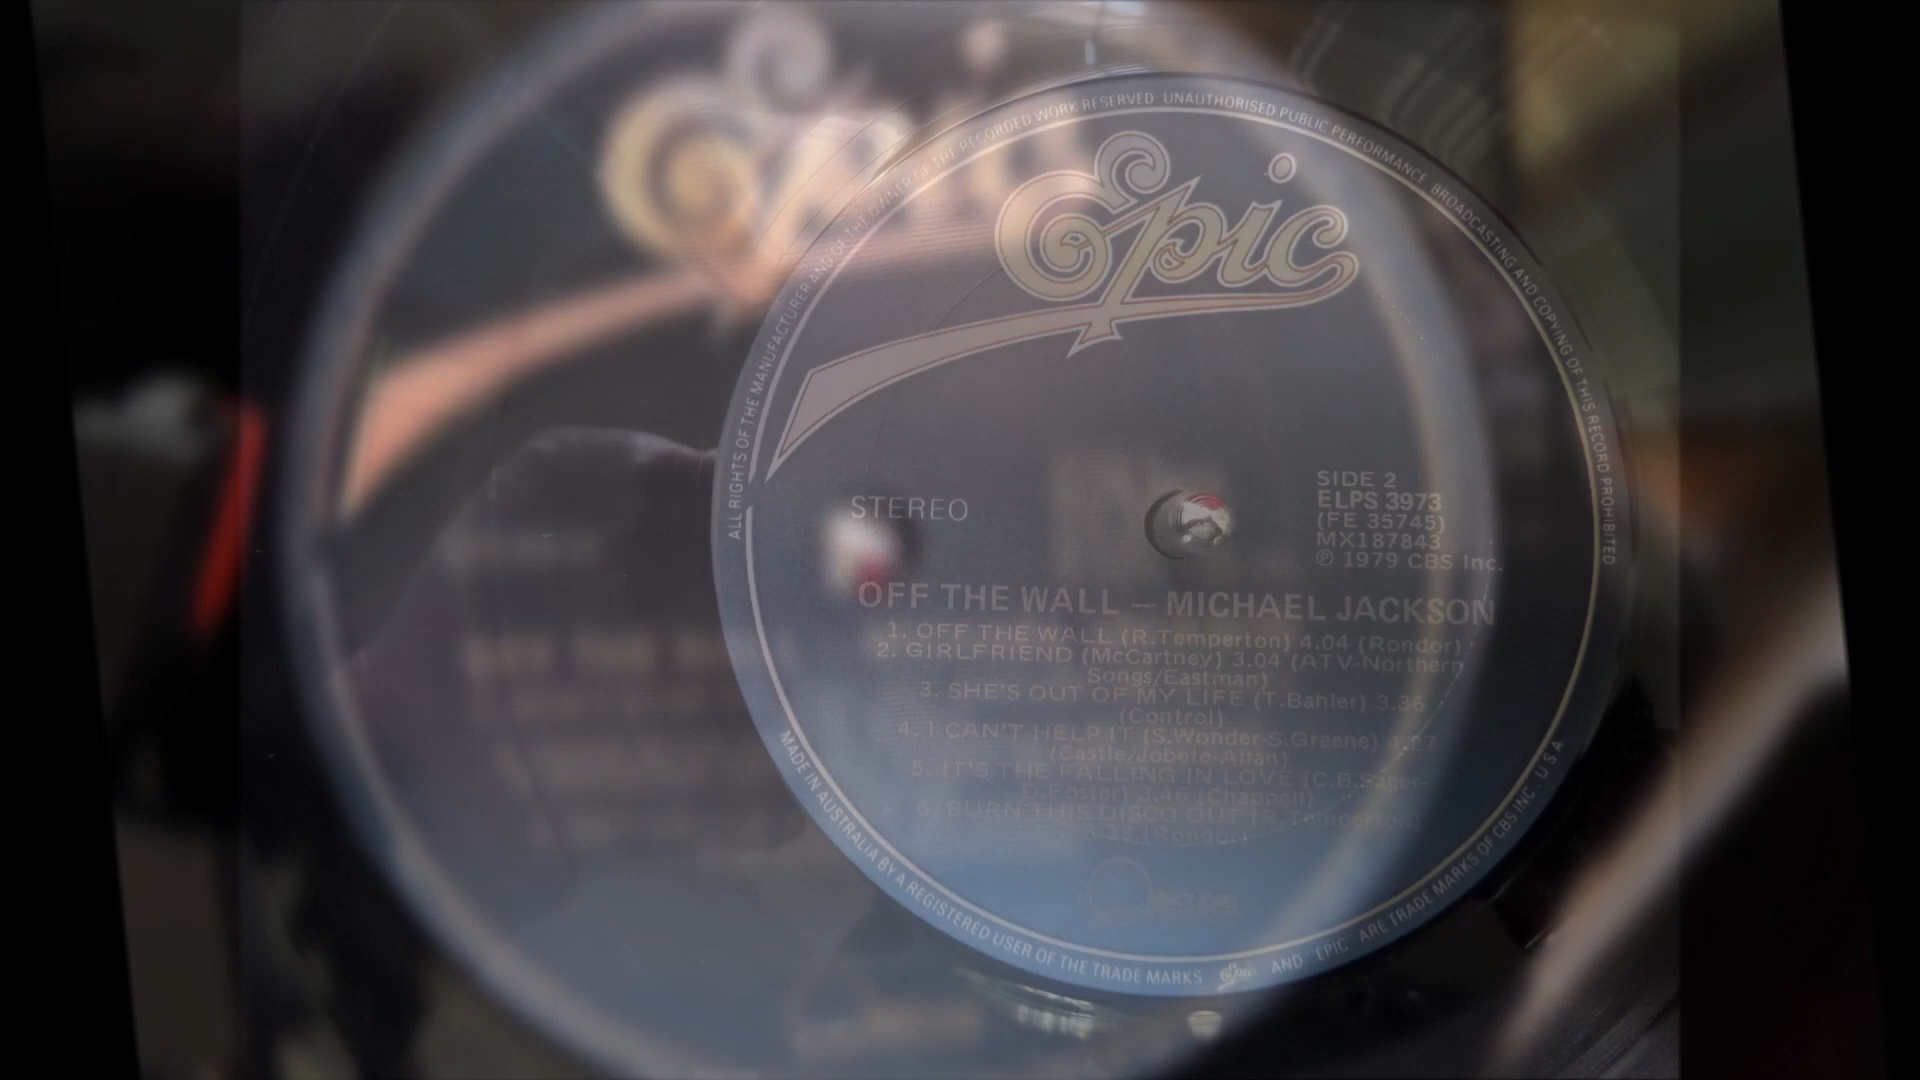 ALL RIGHTS OF THE MANUFACTURER AND OF THE OWNER OF THE RECORDED WORK RESERVED UNAUTHORISED PUBLIC PERFORMANCE BROADCASTING AND COPYING OF THIS RECORD PROHIBITED
Epic
STEREO
SIDE 2
ELPS 3973
(FE 35745)
MX187843
℗ 1979 CBS Inc.
OFF THE WALL – MICHAEL JACKSON
1. OFF THE WALL (R.Temperton) 4.04 (Rondor)
2. GIRLFRIEND (McCartney) 3.04 (ATV-Northern
Songs/Eastman)
3. SHE'S OUT OF MY LIFE (T.Bahler) 3.36
(Control)
4. I CAN'T HELP IT (S.Wonder-S.Greene) 4.27
(Castle/Jobete-Allan)
5. IT'S THE FALLING IN LOVE (C.B.Sager-
D.Foster) 3.46 (Chappell)
6. BURN THIS DISCO OUT (R.Temperton)
(Rondor)
MADE IN AUSTRALIA BY A REGISTERED USER OF THE TRADE MARKS Epic AND "EPIC" ARE TRADE MARKS OF CBS INC. USA